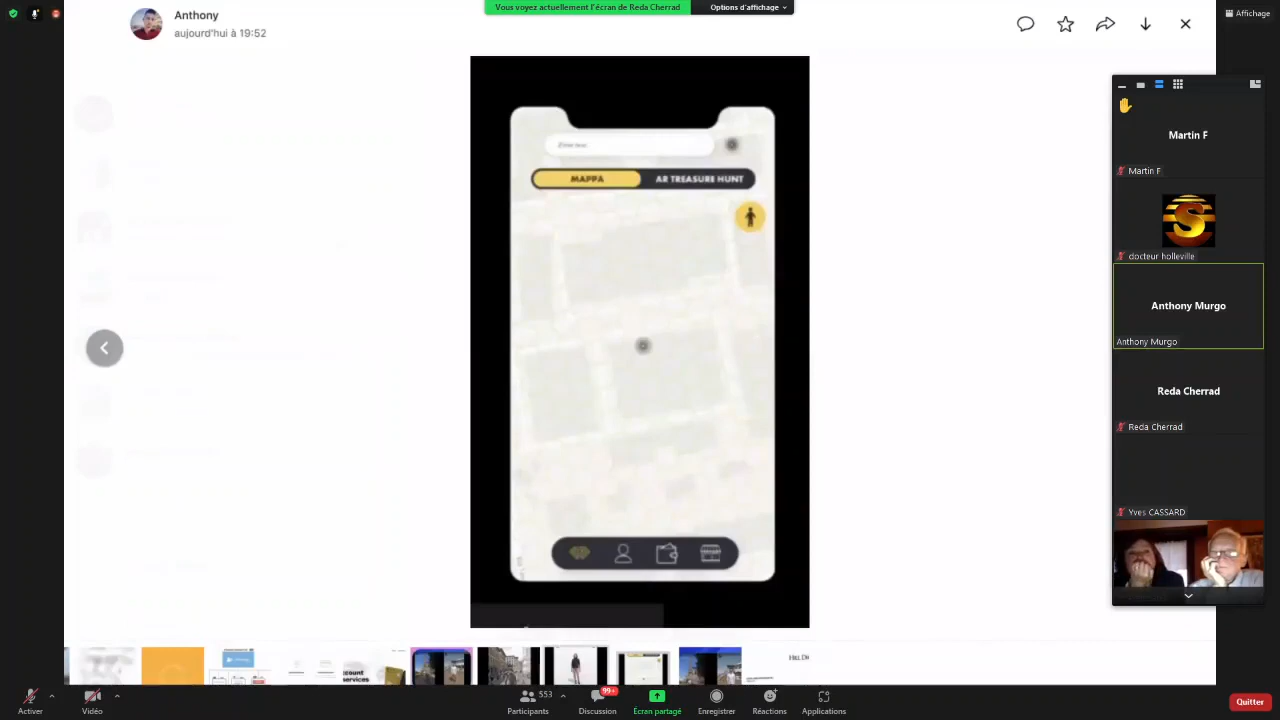 Anthony
aujourd'hui à 19:52
Vous voyez actuellement l'écran de Reda Cherrad
Options d'affichage
Affichage
MAPPA
AR TREASURE HUNT
Martin F
Martin F
docteur holleville
Anthony Murgo
Anthony Murgo
Reda Cherrad
Reda Cherrad
Yves CASSARD
Activer
Vidéo
553
Participants
99+
Discussion
Écran partagé
Enregistrer
Réactions
Applications
Quitter